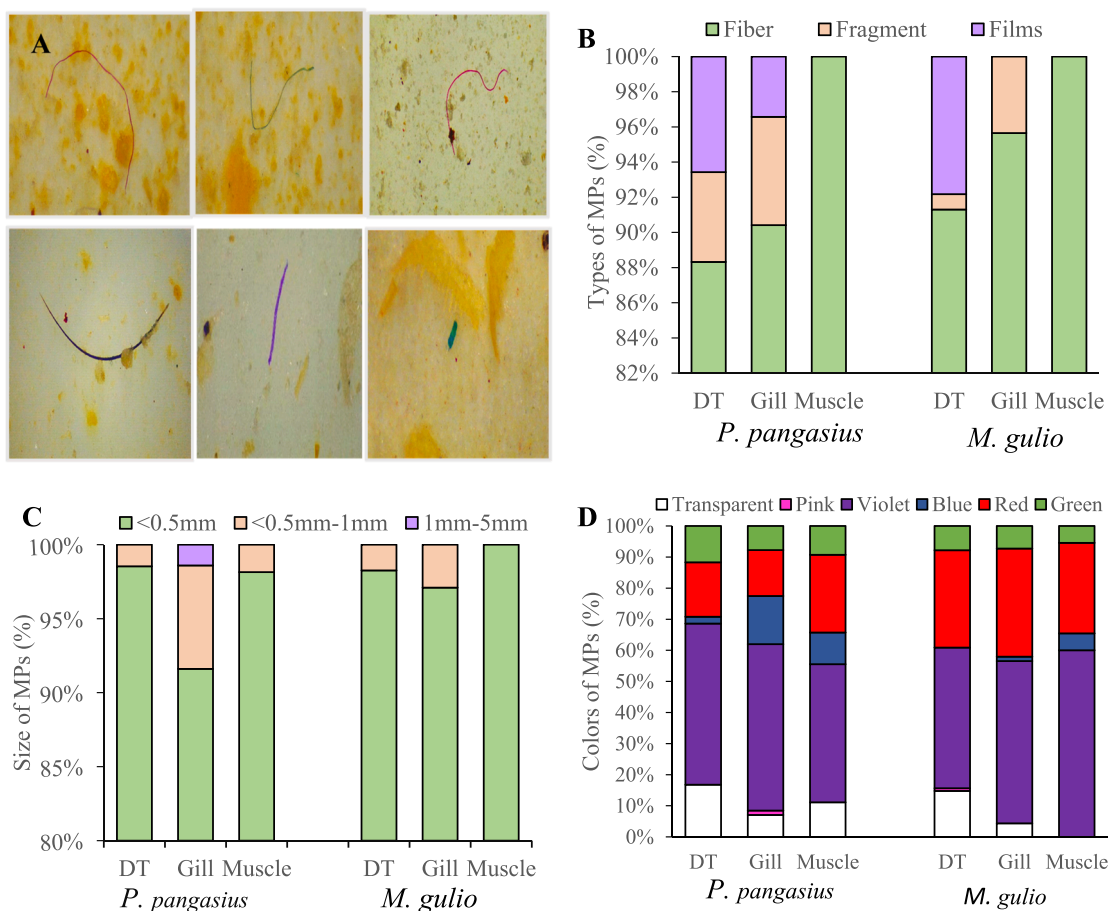 A
B
Fiber Fragment Films
Types of MPs (%)
100%
98%
96%
94%
92%
90%
88%
86%
84%
82%
DT Gill Muscle DT Gill Muscle
P. pangasius M. gulio
C
<0.5mm <0.5mm-1mm 1mm-5mm
Size of MPs (%)
100%
95%
90%
85%
80%
DT Gill Muscle DT Gill Muscle
P. pangasius M. gulio
D
Transparent Pink Violet Blue Red Green
Colors of MPs (%)
100%
90%
80%
70%
60%
50%
40%
30%
20%
10%
0%
DT Gill Muscle DT Gill Muscle
P. pangasius M. gulio